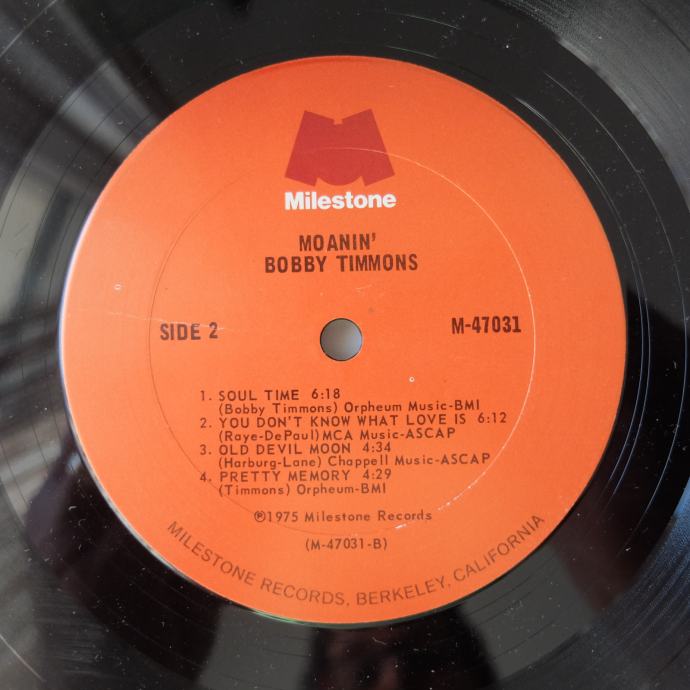 Milestone
MOANIN'
BOBBY TIMMONS
SIDE 2
M-47031
1. SOUL TIME 6:18
(Bobby Timmons) Orpheum Music-BMI
2. YOU DON'T KNOW WHAT LOVE IS 6:12
(Raye-DePaul) MCA Music-ASCAP
3. OLD DEVIL MOON 4:34
(Harburg-Lane) Chappell Music-ASCAP
4. PRETTY MEMORY 4:29
(Timmons) Orpheum-BMI
℗1975 Milestone Records
(M-47031-B)
MILESTONE RECORDS, BERKELEY, CALIFORNIA